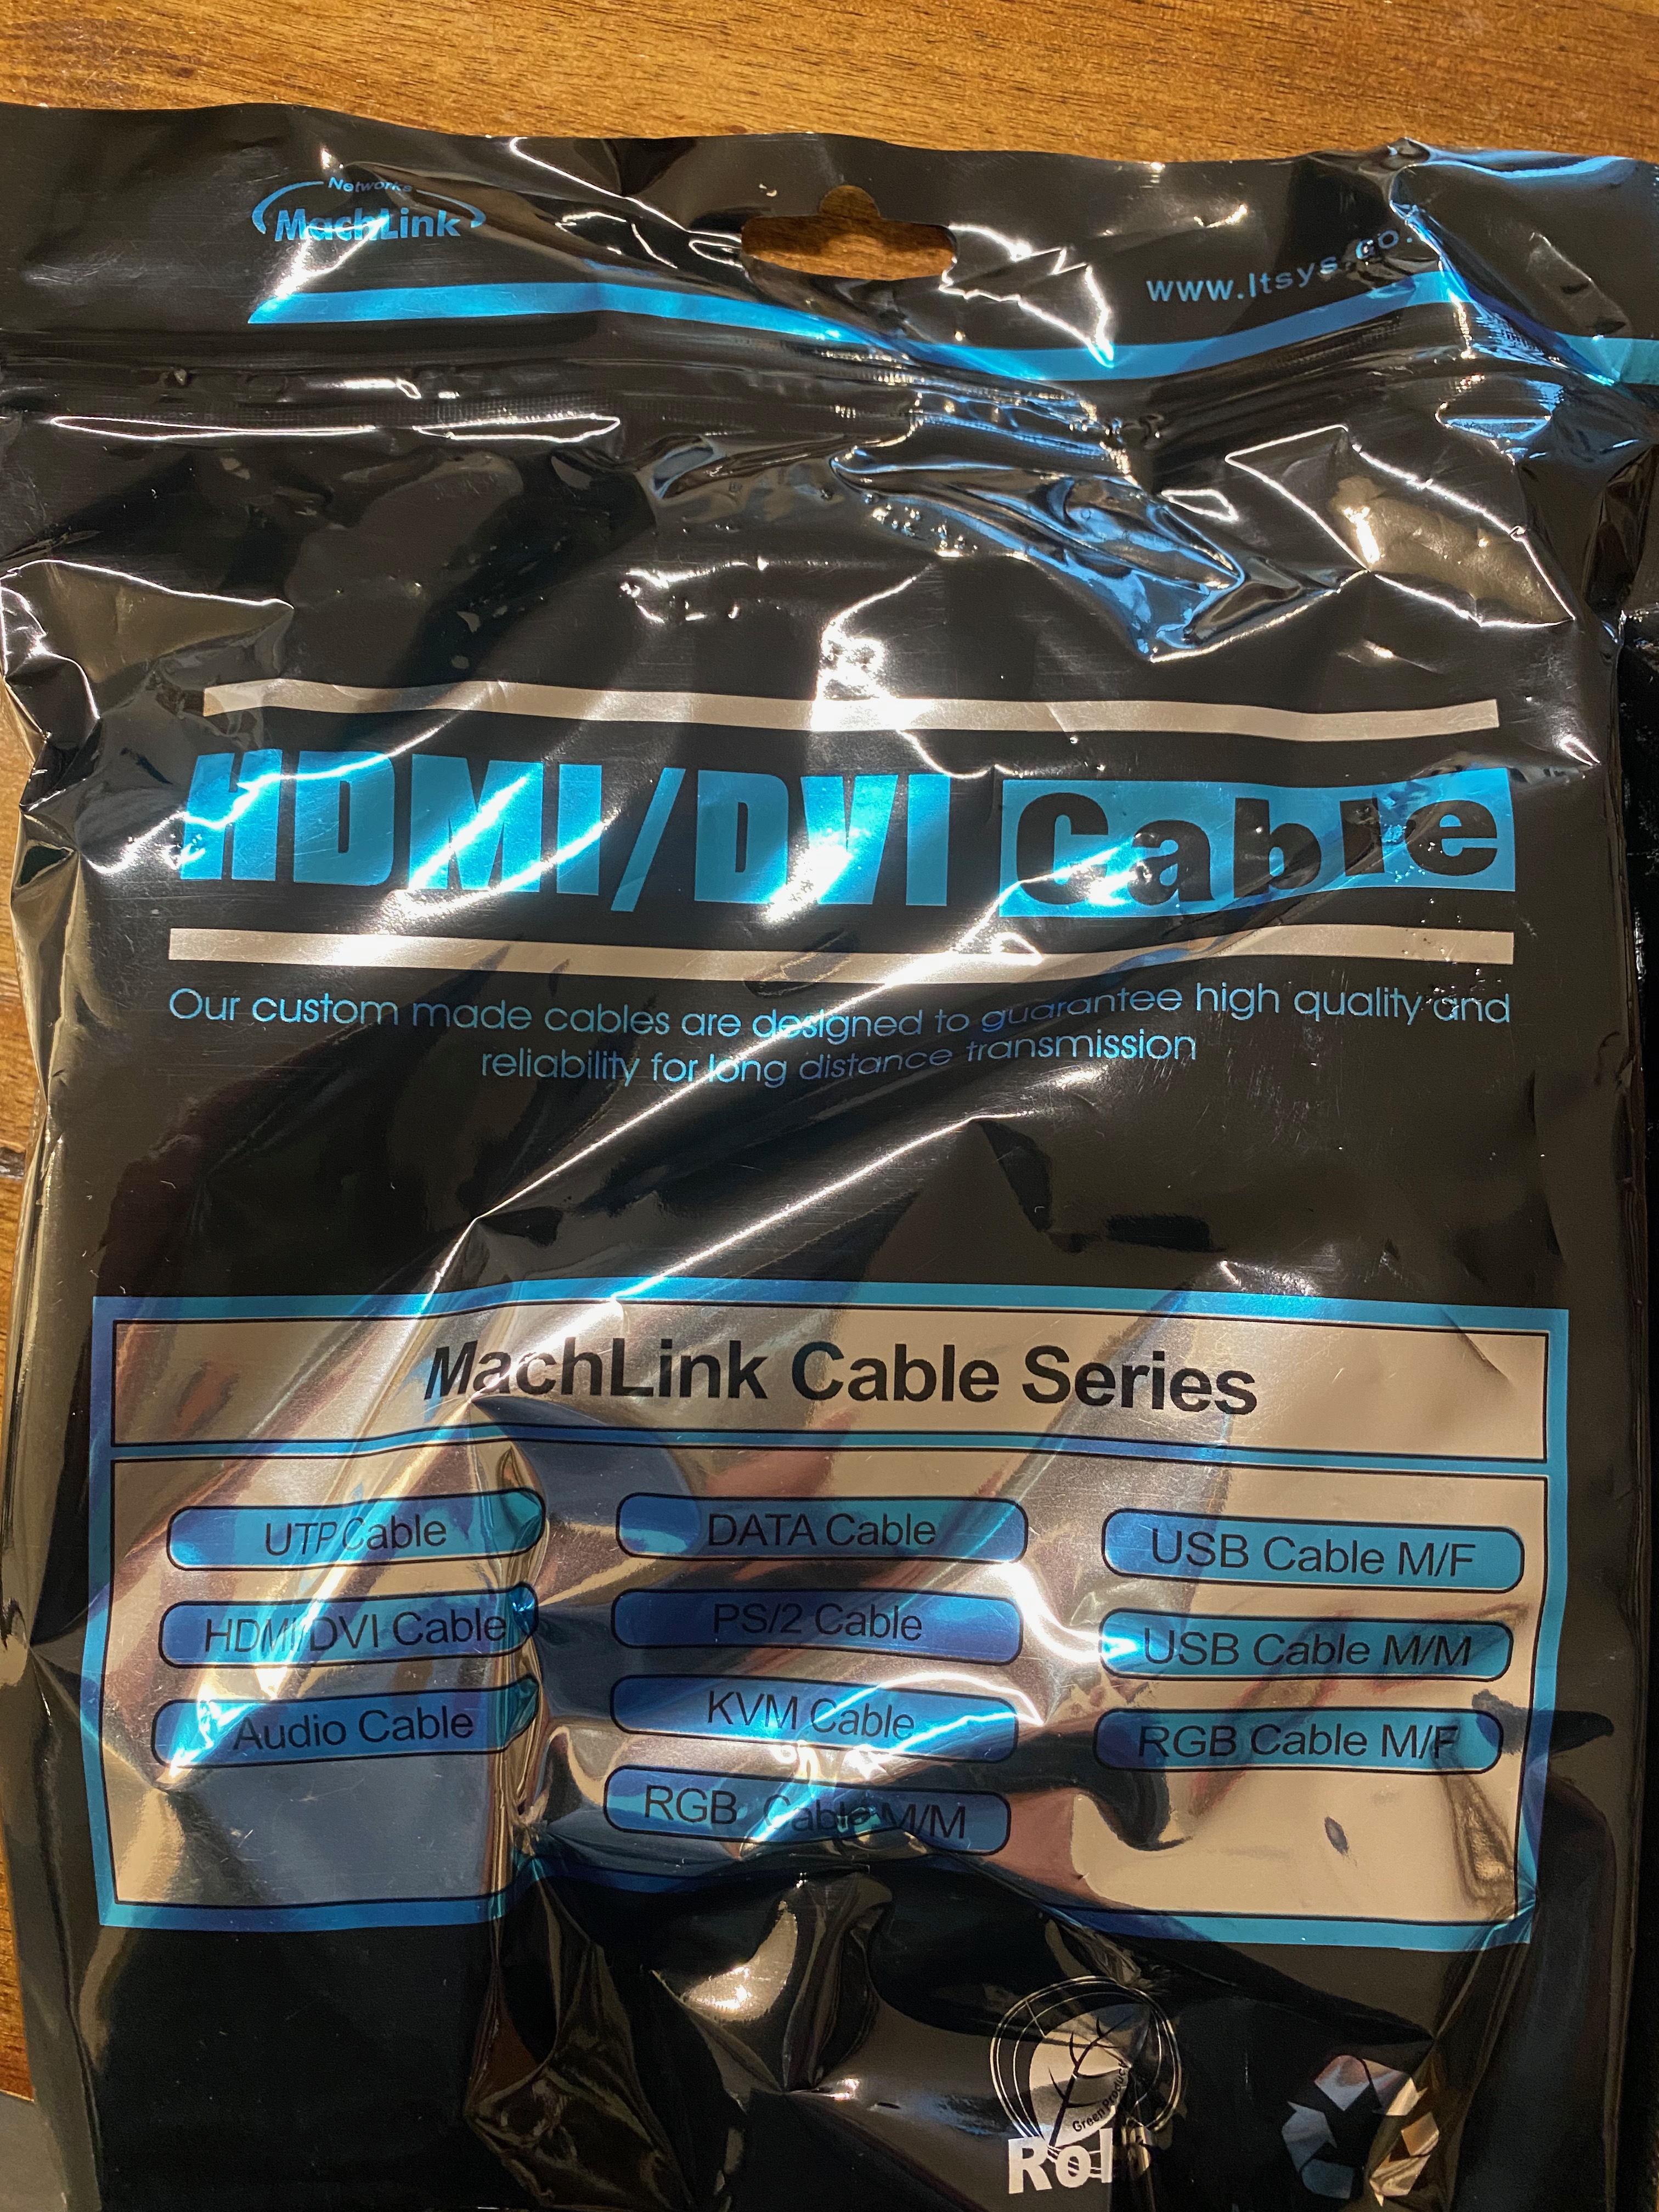 Networks
MachLink
www.ltsys.co.
HDMI/DVI Cable
Our custom made cables are designed to guarantee high quality and
reliability for long distance transmission
MachLink Cable Series
UTP Cable
DATA Cable
USB Cable M/F
HDMI/DVI Cable
PS/2 Cable
USB Cable M/M
Audio Cable
KVM Cable
RGB Cable M/F
RGB Cable M/M
Green Product